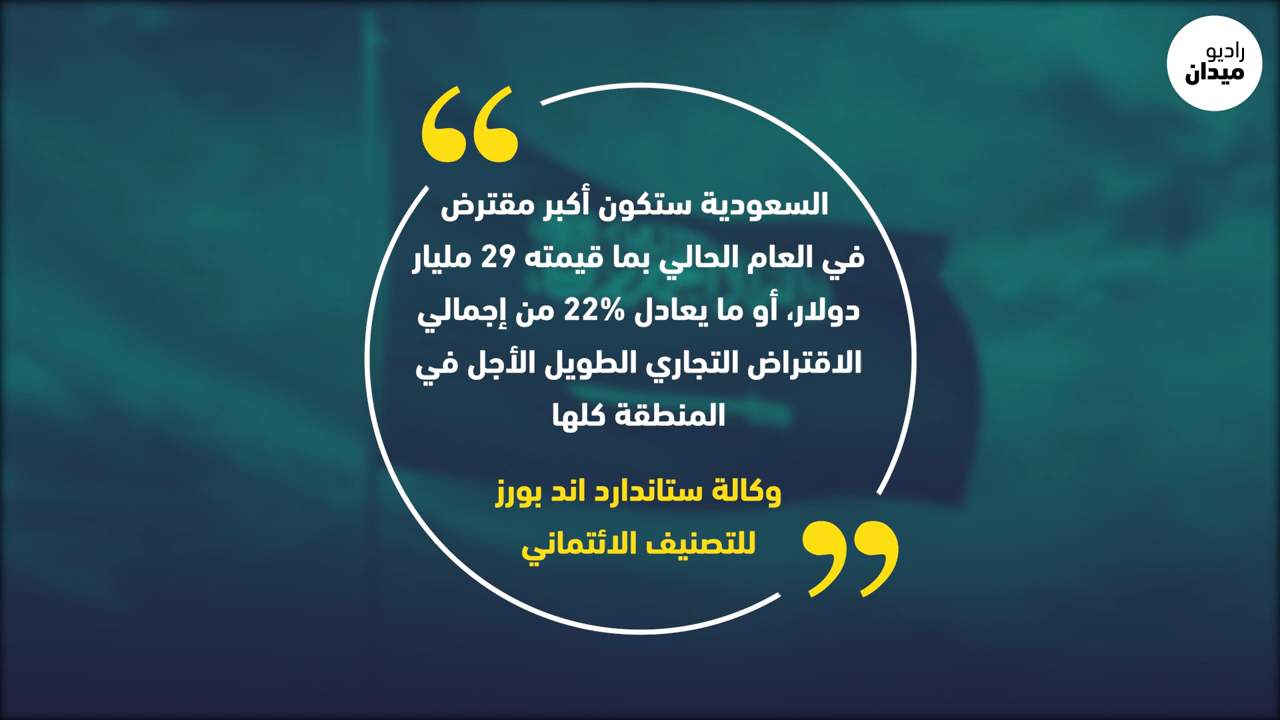 راديو
ميدان
السعودية ستكون أكبر مقترض
في العام الحالي بما قيمته 29 مليار
دولار، أو ما يعادل 22% من إجمالي
الاقتراض التجاري الطويل الأجل في
المنطقة كلها
وكالة ستاندارد اند بورز
للتصنيف الائتماني